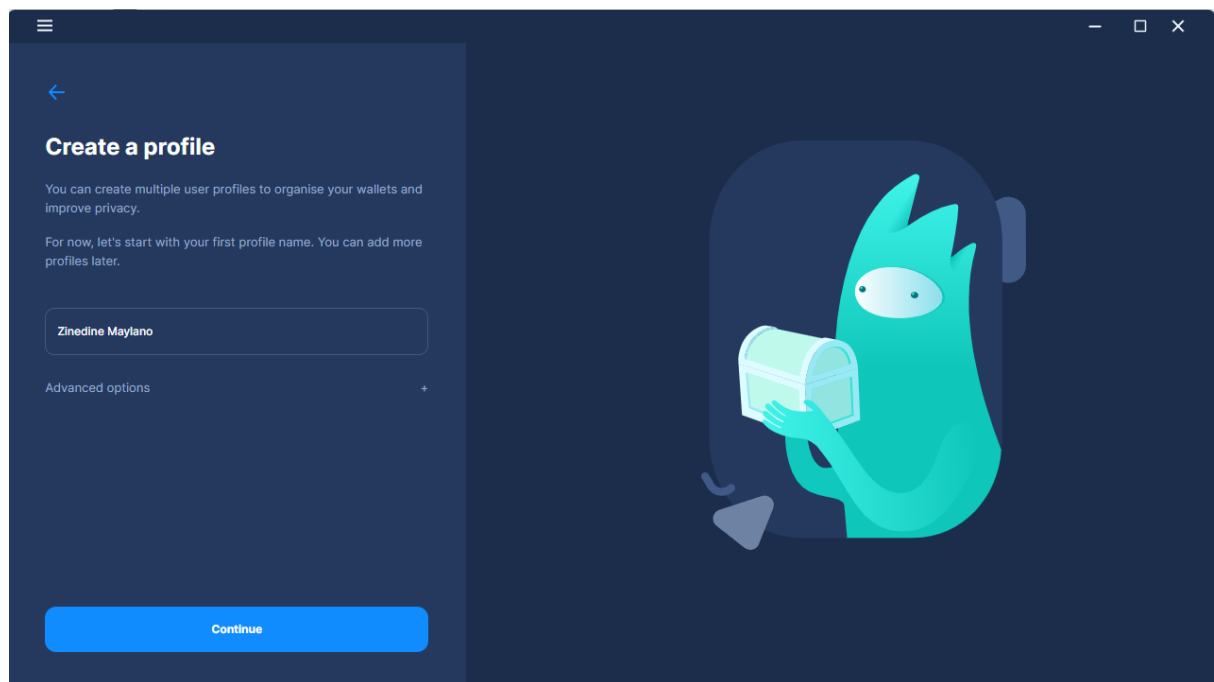 Create a profile
You can create multiple user profiles to organise your wallets and
improve privacy.
For now, let's start with your first profile name. You can add more
profiles later.
Zinedine Maylano
Advanced options +
Continue